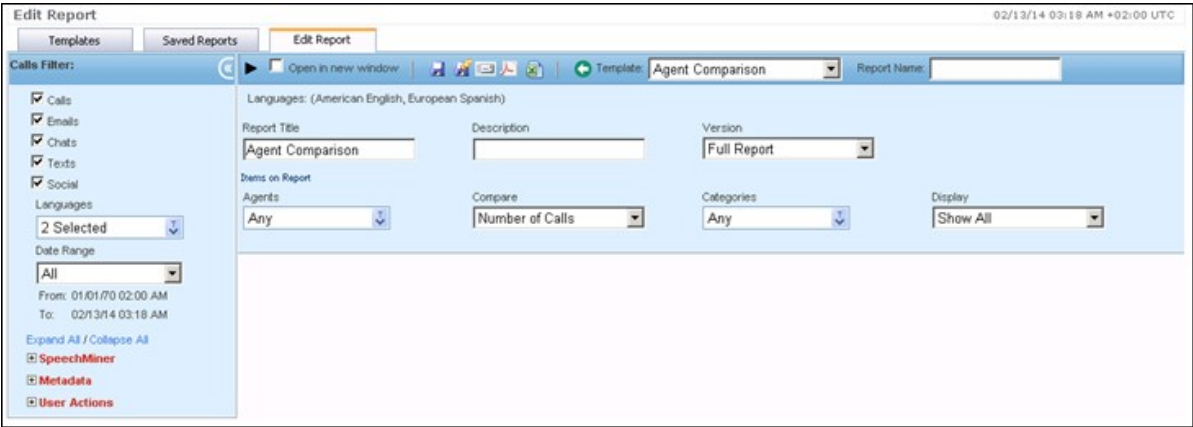 Edit Report
02/13/14 03:18 AM +02:00 UTC
Templates
Saved Reports
Edit Report
Calls Filter:
Open in new window
Template: Agent Comparison
Report Name:
Calls
Emails
Chats
Texts
Social
Languages
2 Selected
Date Range
All
From: 01/01/70 02:00 AM
To: 02/13/14 03:18 AM
Expand All / Collapse All
SpeechMiner
Metadata
User Actions
Languages: (American English, European Spanish)
Report Title
Description
Version
Agent Comparison
Full Report
Items on Report
Agents
Compare
Categories
Display
Any
Number of Calls
Any
Show All